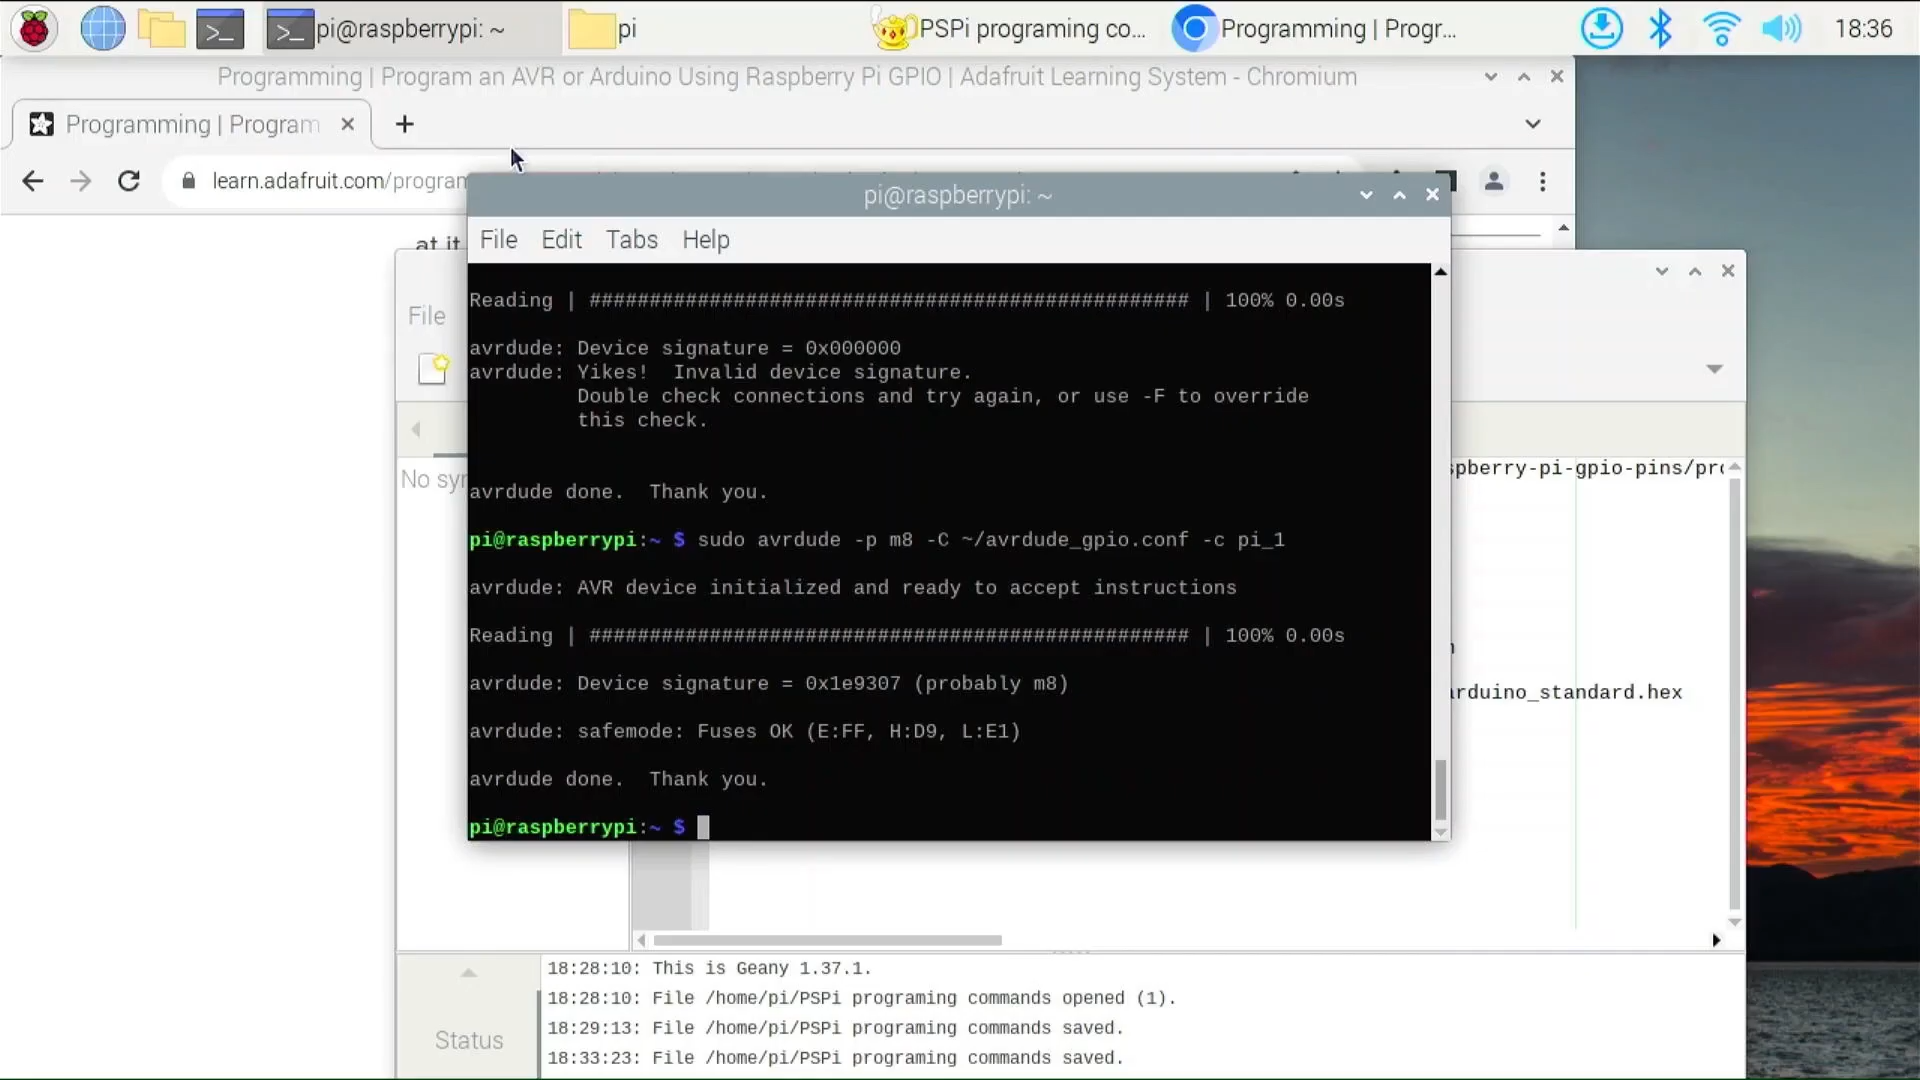 pi@raspberrypi: ~
pi
PSPi programing co...
Programming | Progr...
18:36
Programming | Program an AVR or Arduino Using Raspberry Pi GPIO | Adafruit Learning System - Chromium
Programming | Program
learn.adafruit.com/program
at it
pi@raspberrypi: ~
File Edit Tabs Help
Reading | ################################################## | 100% 0.00s
avrdude: Device signature = 0x000000
avrdude: Yikes!  Invalid device signature.
Double check connections and try again, or use -F to override
this check.
avrdude done.  Thank you.
pi@raspberrypi:~ $ sudo avrdude -p m8 -C ~/avrdude_gpio.conf -c pi_1
avrdude: AVR device initialized and ready to accept instructions
Reading | ################################################## | 100% 0.00s
avrdude: Device signature = 0x1e9307 (probably m8)
avrdude: safemode: Fuses OK (E:FF, H:D9, L:E1)
avrdude done.  Thank you.
pi@raspberrypi:~ $
File
No sy
spberry-pi-gpio-pins/pro
arduino_standard.hex
Status
18:28:10: This is Geany 1.37.1.
18:28:10: File /home/pi/PSPi programing commands opened (1).
18:29:13: File /home/pi/PSPi programing commands saved.
18:33:23: File /home/pi/PSPi programing commands saved.